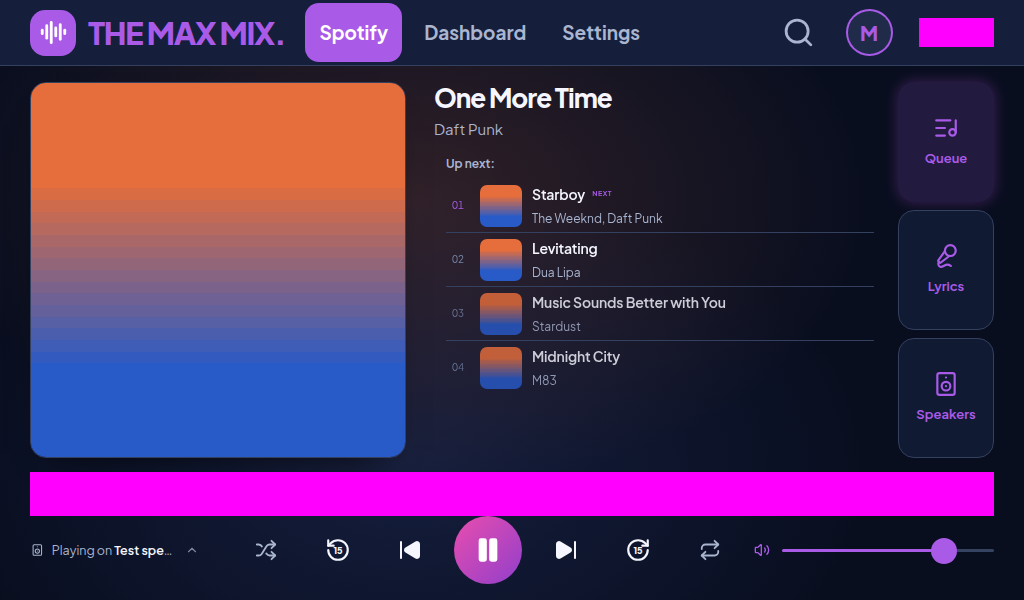 THE MAX MIX.
Spotify
Dashboard
Settings
M
One More Time
Daft Punk
Up next:
01
Starboy NEXT
The Weeknd, Daft Punk
02
Levitating
Dua Lipa
03
Music Sounds Better with You
Stardust
04
Midnight City
M83
Queue
Lyrics
Speakers
Playing on Test spe...
15
15